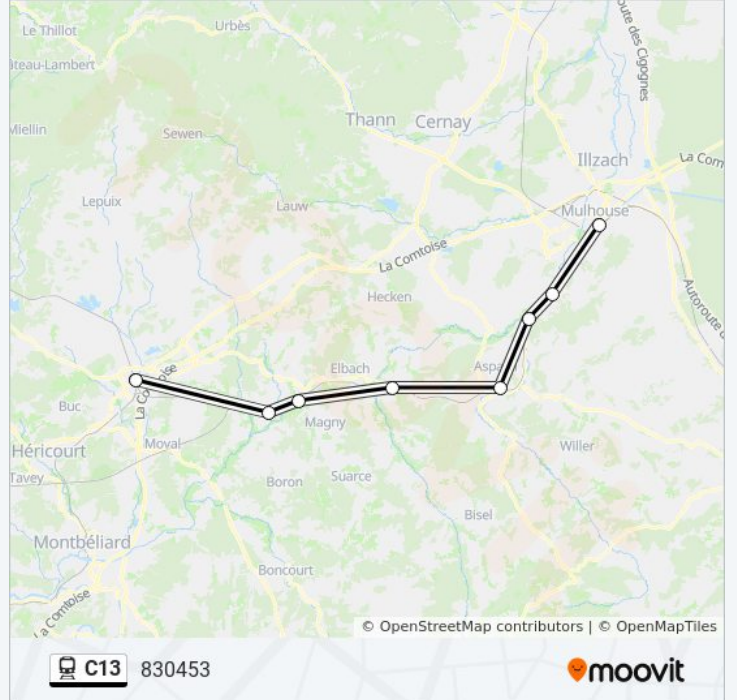 Le Thillot
Urbès
oute des Cigognes
âteau-Lambert
Miellin
Thann
Cernay
Sewen
Illzach
La Com
Lepuix
Lauw
Mulhouse
La Comtoise
Hecken
Autoroute d
Elbach
Aspa
La Comtoise
Buc
Magny
Héricourt
Moval
Willer
Tavey
Boron
Suarce
Bisel
Montbéliard
Boncourt
La Comtoise
© OpenStreetMap contributors | © OpenMapTiles
C13 830453
moovit